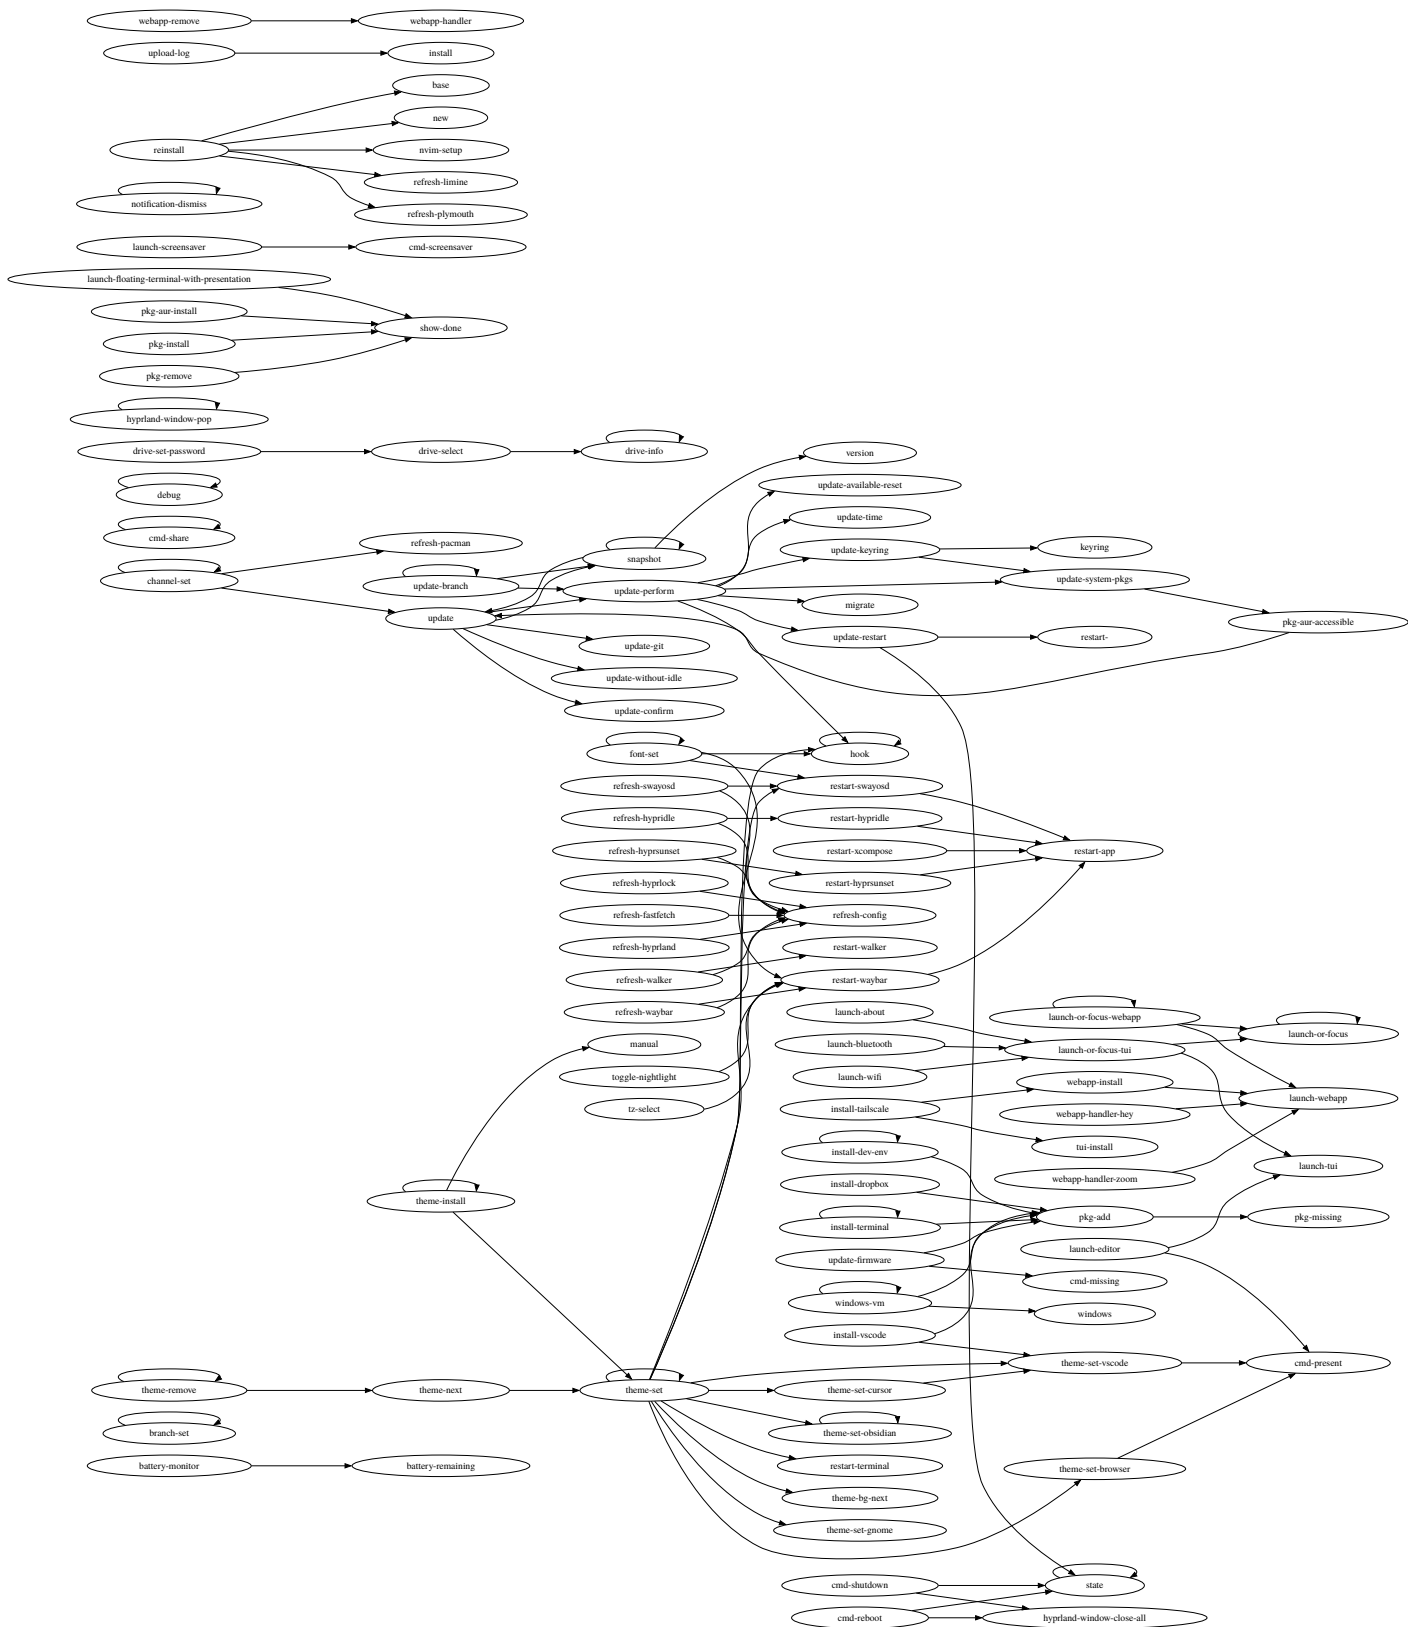 webapp-remove
webapp-handler
upload-log
install
base
new
reinstall
nvim-setup
refresh-limine
notification-dismiss
refresh-plymouth
launch-screensaver
cmd-screensaver
launch-floating-terminal-with-presentation
pkg-aur-install
show-done
pkg-install
pkg-remove
hyprland-window-pop
drive-set-password
drive-select
drive-info
version
debug
update-available-reset
update-time
cmd-share
refresh-pacman
snapshot
update-keyring
keyring
channel-set
update-branch
update-perform
update-system-pkgs
migrate
update
pkg-aur-accessible
update-restart
restart-
update-git
update-without-idle
update-confirm
font-set
hook
refresh-swayosd
restart-swayosd
refresh-hypridle
restart-hypridle
refresh-hyprsunset
restart-xcompose
restart-app
refresh-hyprlock
restart-hyprsunset
refresh-fastfetch
refresh-config
refresh-hyprland
restart-walker
refresh-walker
restart-waybar
refresh-waybar
launch-about
launch-or-focus-webapp
launch-or-focus
manual
launch-bluetooth
launch-or-focus-tui
toggle-nightlight
launch-wifi
webapp-install
launch-webapp
tz-select
install-tailscale
webapp-handler-hey
tui-install
install-dev-env
launch-tui
webapp-handler-zoom
install-dropbox
theme-install
pkg-add
pkg-missing
install-terminal
launch-editor
update-firmware
cmd-missing
windows-vm
windows
install-vscode
theme-set-vscode
cmd-present
theme-remove
theme-next
theme-set
theme-set-cursor
branch-set
theme-set-obsidian
battery-monitor
battery-remaining
restart-terminal
theme-set-browser
theme-bg-next
theme-set-gnome
cmd-shutdown
state
cmd-reboot
hyprland-window-close-all